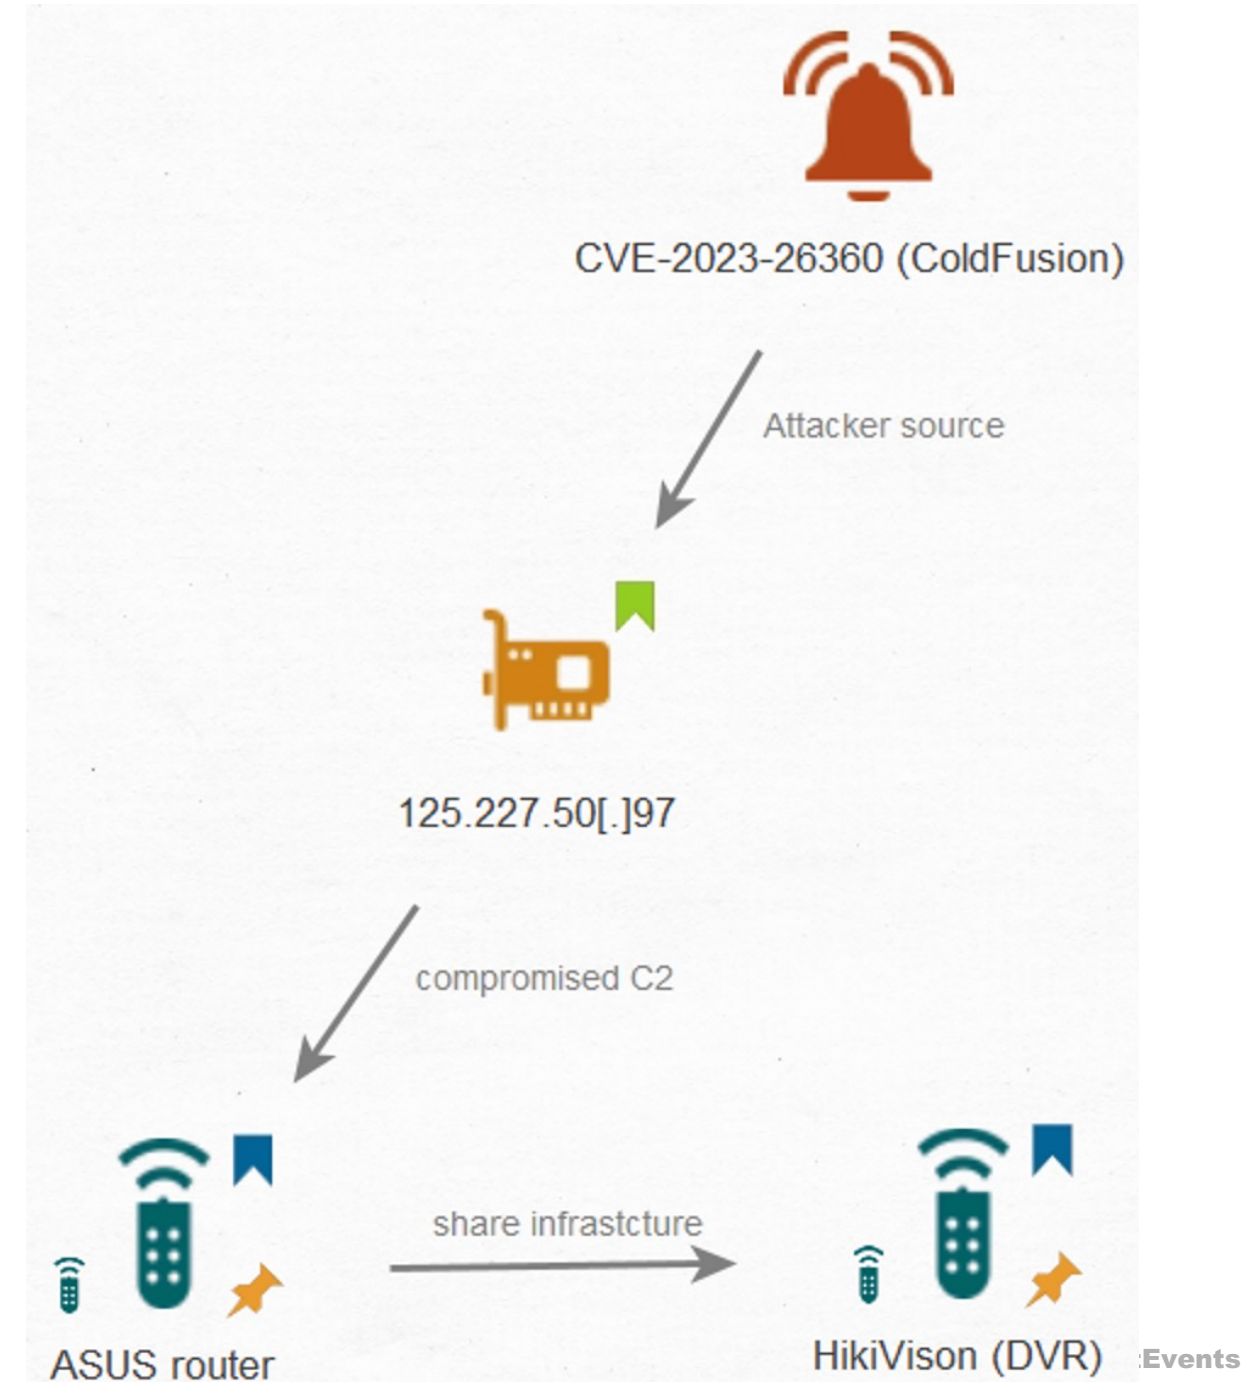 CVE-2023-26360 (ColdFusion)
Attacker source
125.227.50[.]97
compromised C2
share infrastcture
ASUS router
HikiVison (DVR)
:Events